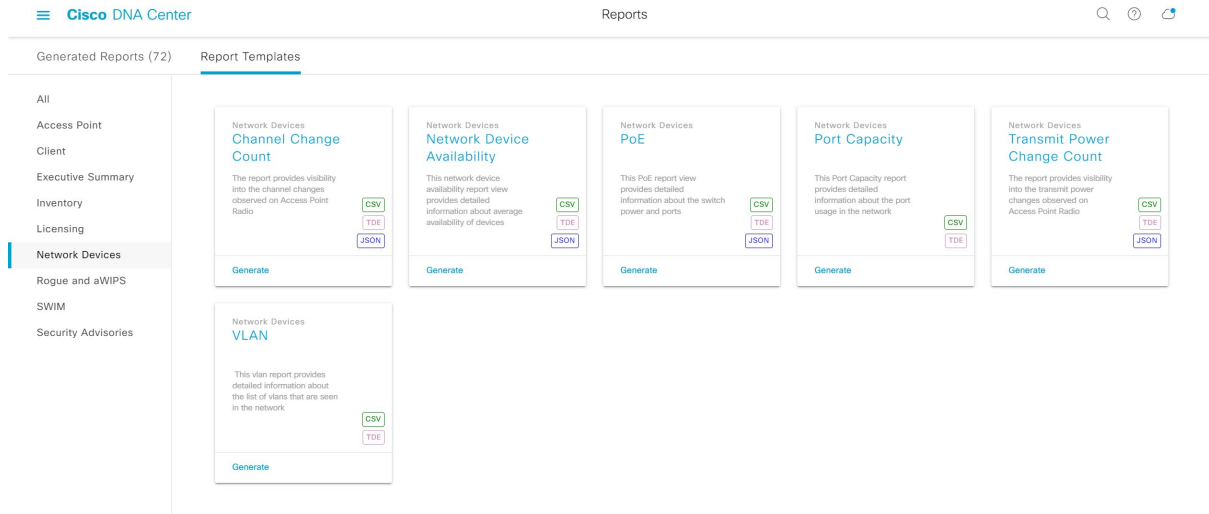 Cisco DNA Center
Reports
Generated Reports (72)
Report Templates
All
Access Point
Client
Executive Summary
Inventory
Licensing
Network Devices
Rogue and aWIPS
SWIM
Security Advisories
Network Devices
Channel Change
Count
The report provides visibility
into the channel changes
observed on Access Point
Radio
CSV
TDE
JSON
Generate
Network Devices
Network Device
Availability
This network device
availability report view
provides detailed
information about average
availability of devices
CSV
TDE
JSON
Generate
Network Devices
PoE
This PoE report view
provides detailed
information about the switch
power and ports
CSV
TDE
JSON
Generate
Network Devices
Port Capacity
This Port Capacity report
provides detailed
information about the port
usage in the network
CSV
TDE
Generate
Network Devices
Transmit Power
Change Count
The report provides visibility
into the transmit power
changes observed on
Access Point Radio
CSV
TDE
JSON
Generate
Network Devices
VLAN
This vlan report provides
detailed information about
the list of vlans that are seen
in the network
CSV
TDE
Generate